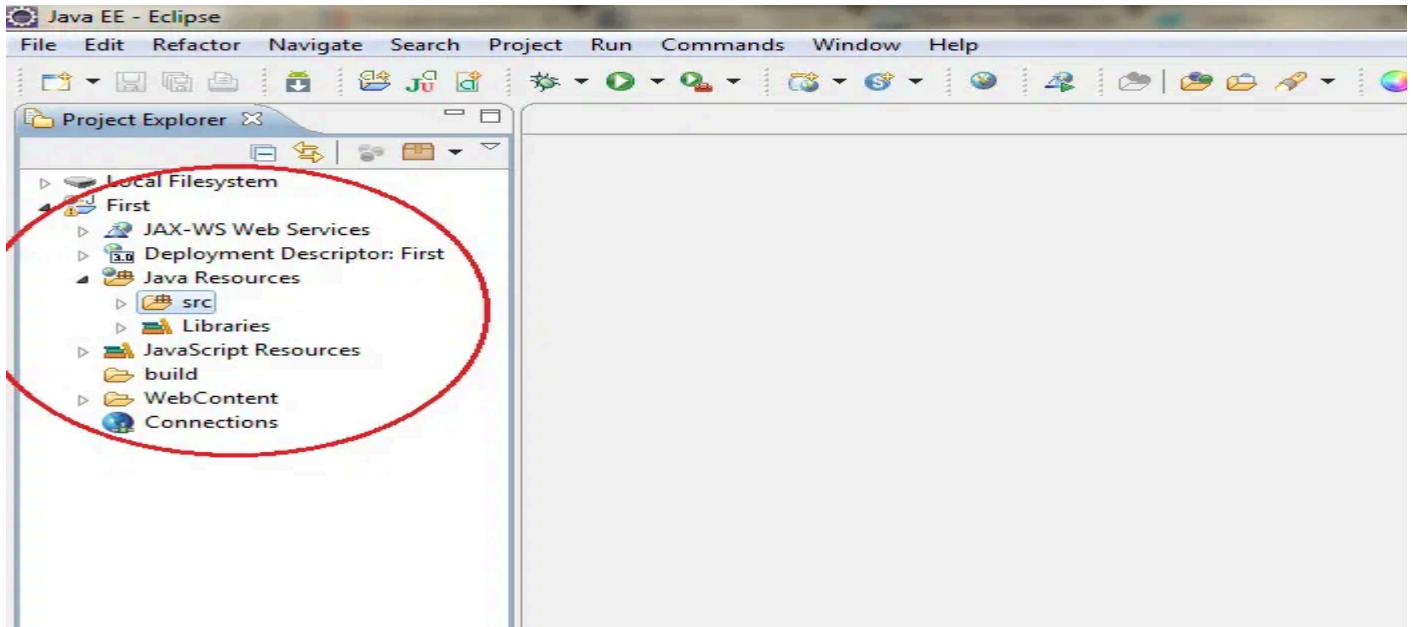 Java EE - Eclipse
File Edit Refactor Navigate Search Project Run Commands Window Help
Project Explorer
Local Filesystem
First
JAX-WS Web Services
3.0 Deployment Descriptor: First
Java Resources
src
Libraries
JavaScript Resources
build
WebContent
Connections